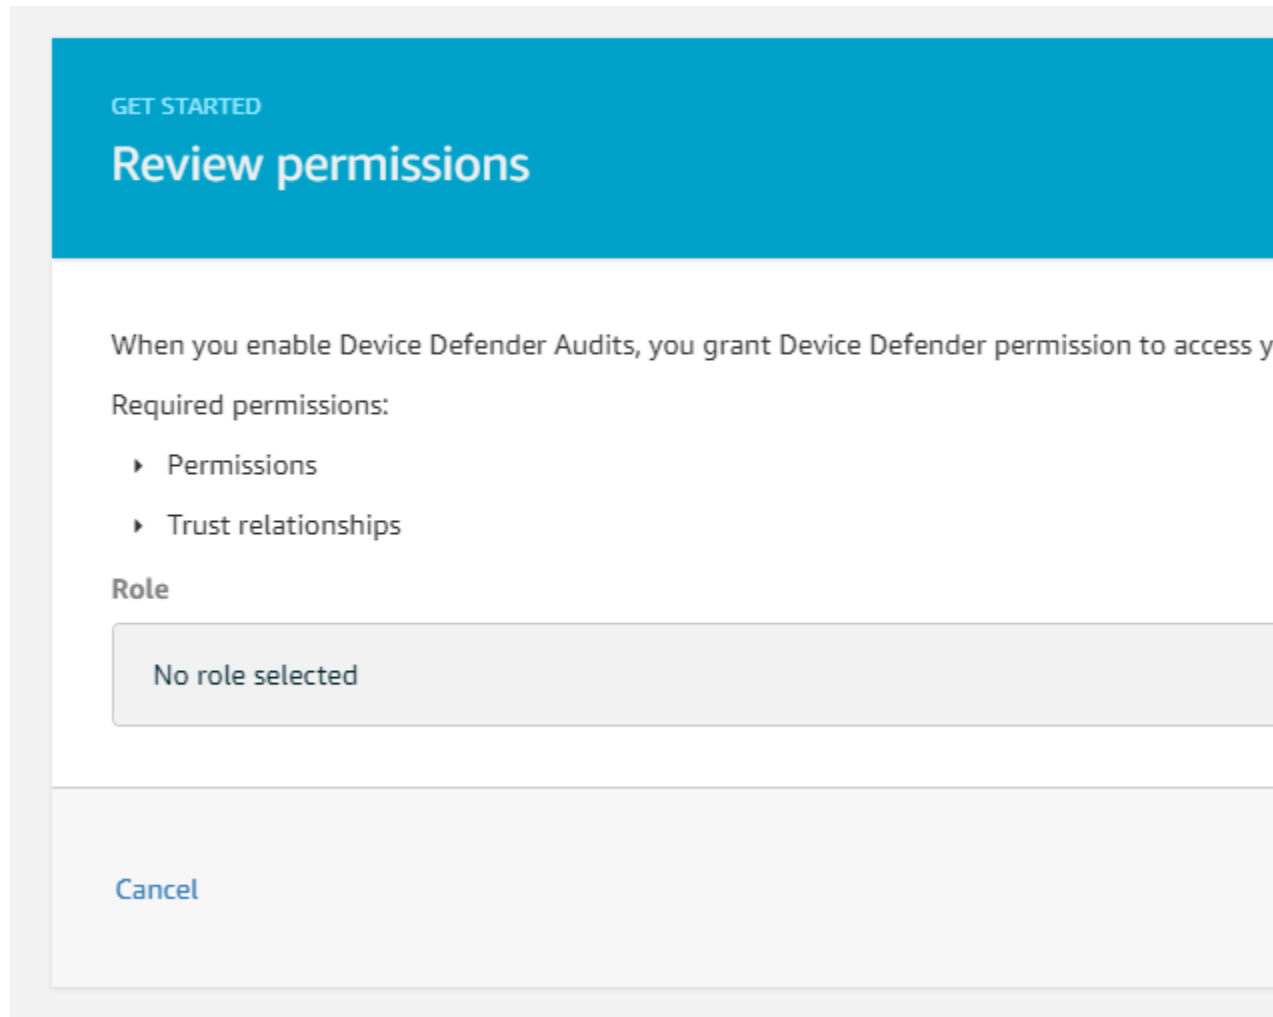 GET STARTED
Review permissions
When you enable Device Defender Audits, you grant Device Defender permission to access
Required permissions:
Permissions
Trust relationships
Role
No role selected
Cancel